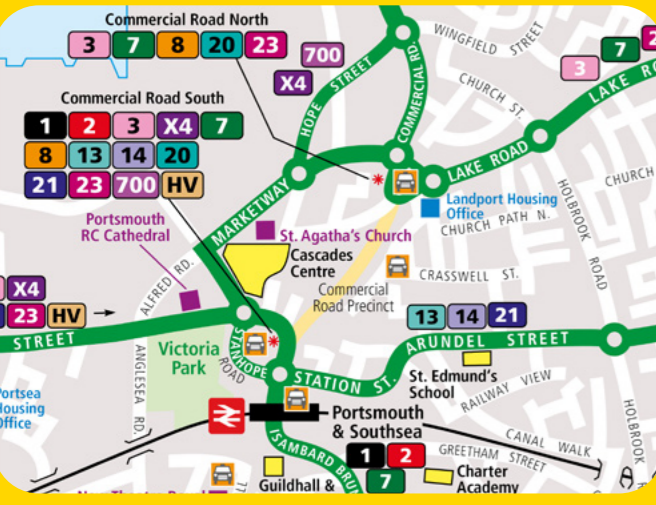 Commercial Road North
3 7 8 20 23
700
X4
HOPE STREET
COMMERCIAL RD.
WINGFIELD STREET
CHURCH ST.
3 7 2
LAKE RO
Commercial Road South
1 2 3 X4 7
8 13 14 20
21 23 700 HV
LAKE ROAD
MARKETWAY
Landport Housing
Office
CHURCH
CHURCH PATH N.
HOLBROOK ROAD
Portsmouth
RC Cathedral
St. Agatha's Church
Cascades
Centre
CRASSWELL ST.
Commercial
Road Precinct
ALFRED RD.
X4
23 HV
STREET
13 14 21
ARUNDEL STREET
Victoria
Park
STANHOPE
ROAD
ANGLESEA RD.
STATION ST.
St. Edmund's
School
RAILWAY VIEW
Portsea
Housing
Office
Portsmouth
& Southsea
HOLBROOK
CANAL WALK
GREETHAM STREET
ISAMBARD BRU
1 2
7
Guildhall &
Charter
Academy